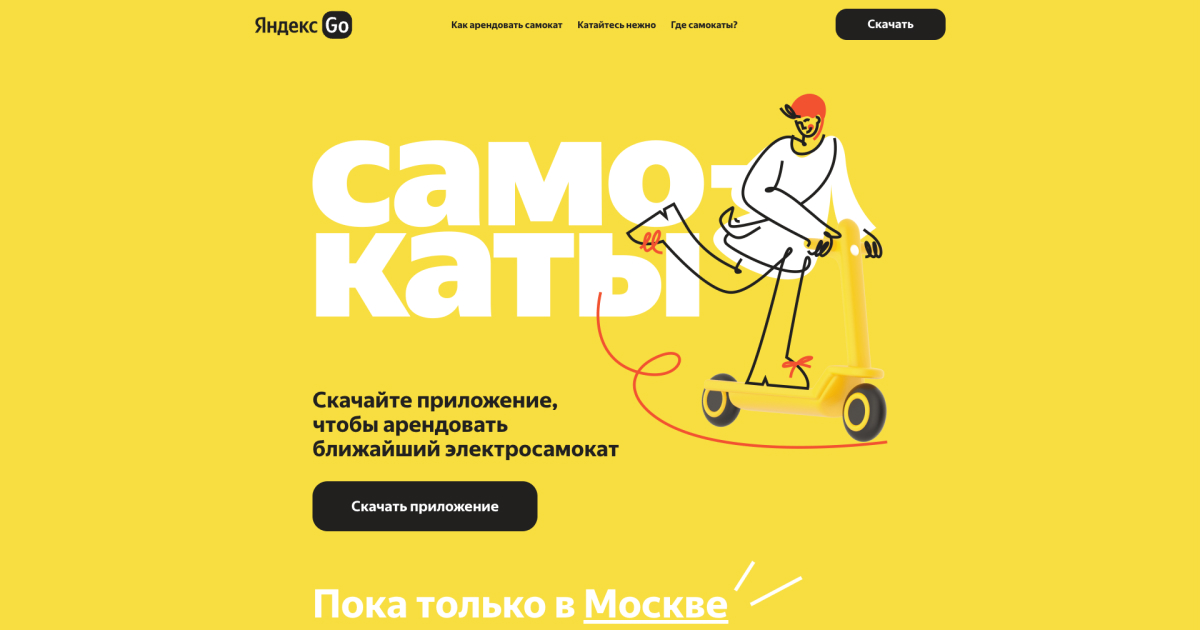 Яндекс Go
Как арендовать самокат
Катайтесь нежно
Где самокаты?
Скачать
само-
каты
Скачайте приложение,
чтобы арендовать
ближайший электросамокат
Скачать приложение
Пока только в Москве